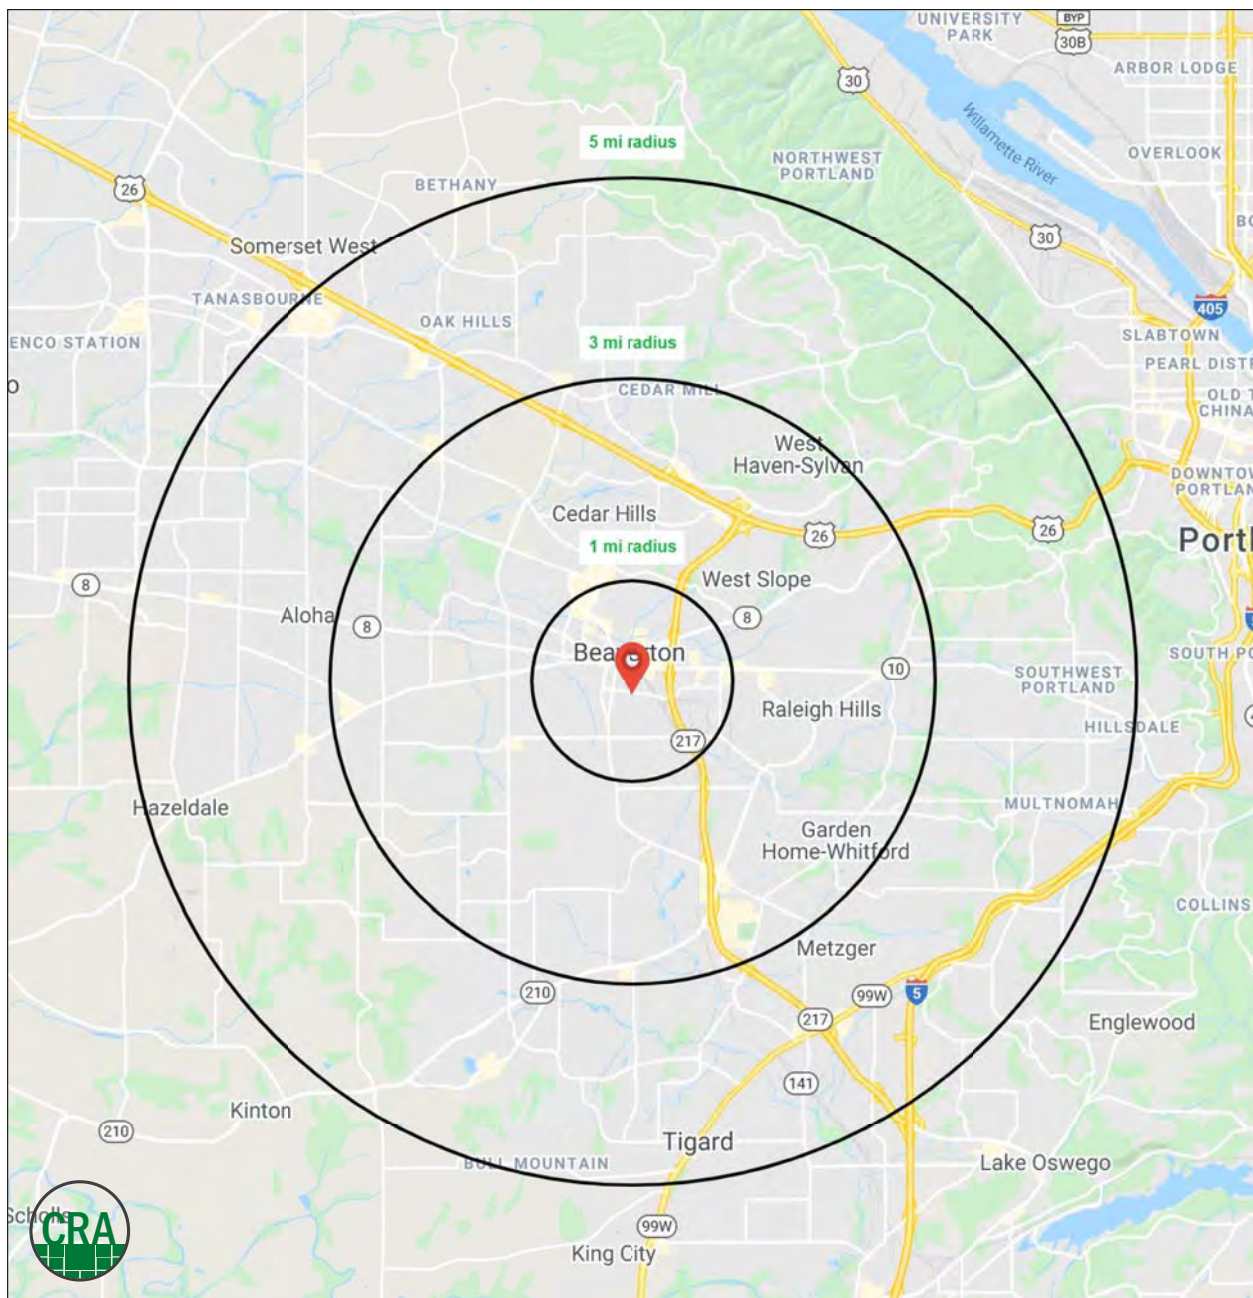 UNIVERSITY
PARK
BYP
30B
30
ARBOR LODGE
Willamette River
OVERLOOK
5 mi radius
NORTHWEST
PORTLAND
BETHANY
26
30
Somerset West
TANASBOURNE
405
OAK HILLS
SLABTOWN
ENCO STATION
3 mi radius
PEARL DISTR
CEDAR MILL
OLD T
CHINA
West
Haven-Sylvan
DOWNTOW
PORTLAN
Cedar Hills
26
26
Portl
1 mi radius
West Slope
8
Aloha
8
8
Beaverton
SOUTH PO
10
SOUTHWEST
PORTLAND
Raleigh Hills
HILLSDALE
217
Hazeldale
MULTNOMAH
Garden
Home-Whitford
COLLINS
Metzger
210
99W
5
217
Englewood
141
Kinton
210
Tigard
BULL MOUNTAIN
Lake Oswego
Scholls
CRA
99W
King City